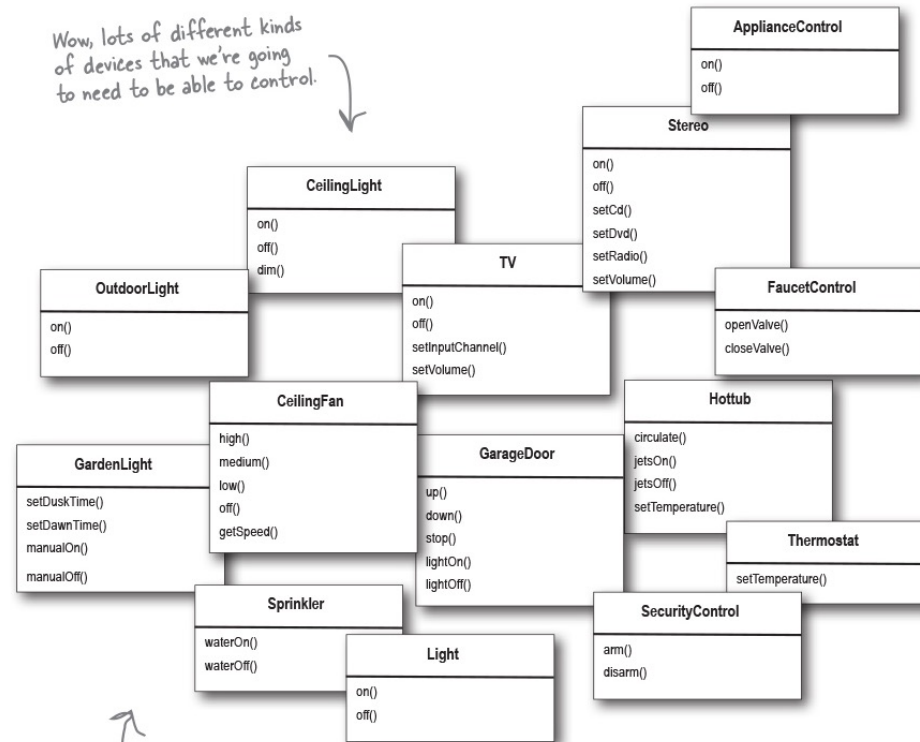 Wow, lots of different kinds
of devices that we're going
to need to be able to control.
ApplianceControl
on()
off()
Stereo
on()
off()
setCd()
setDvd()
setRadio()
setVolume()
CeilingLight
on()
off()
dim()
TV
on()
off()
setInputChannel()
setVolume()
OutdoorLight
on()
off()
FaucetControl
openValve()
closeValve()
CeilingFan
high()
medium()
low()
off()
getSpeed()
Hottub
circulate()
jetsOn()
jetsOff()
setTemperature()
GardenLight
setDuskTime()
setDawnTime()
manualOn()
manualOff()
GarageDoor
up()
down()
stop()
lightOn()
lightOff()
Thermostat
setTemperature()
Sprinkler
waterOn()
waterOff()
SecurityControl
arm()
disarm()
Light
on()
off()